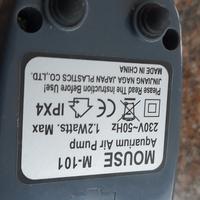 MOUSE M-101
Aquarium Air Pump
230V~50Hz 1.2Watts. Max
IPX4
Please Read The Instruction Before Use!
JINJIANG NAGA JAPAN PLASTICS CO.,LTD.
MADE IN CHINA